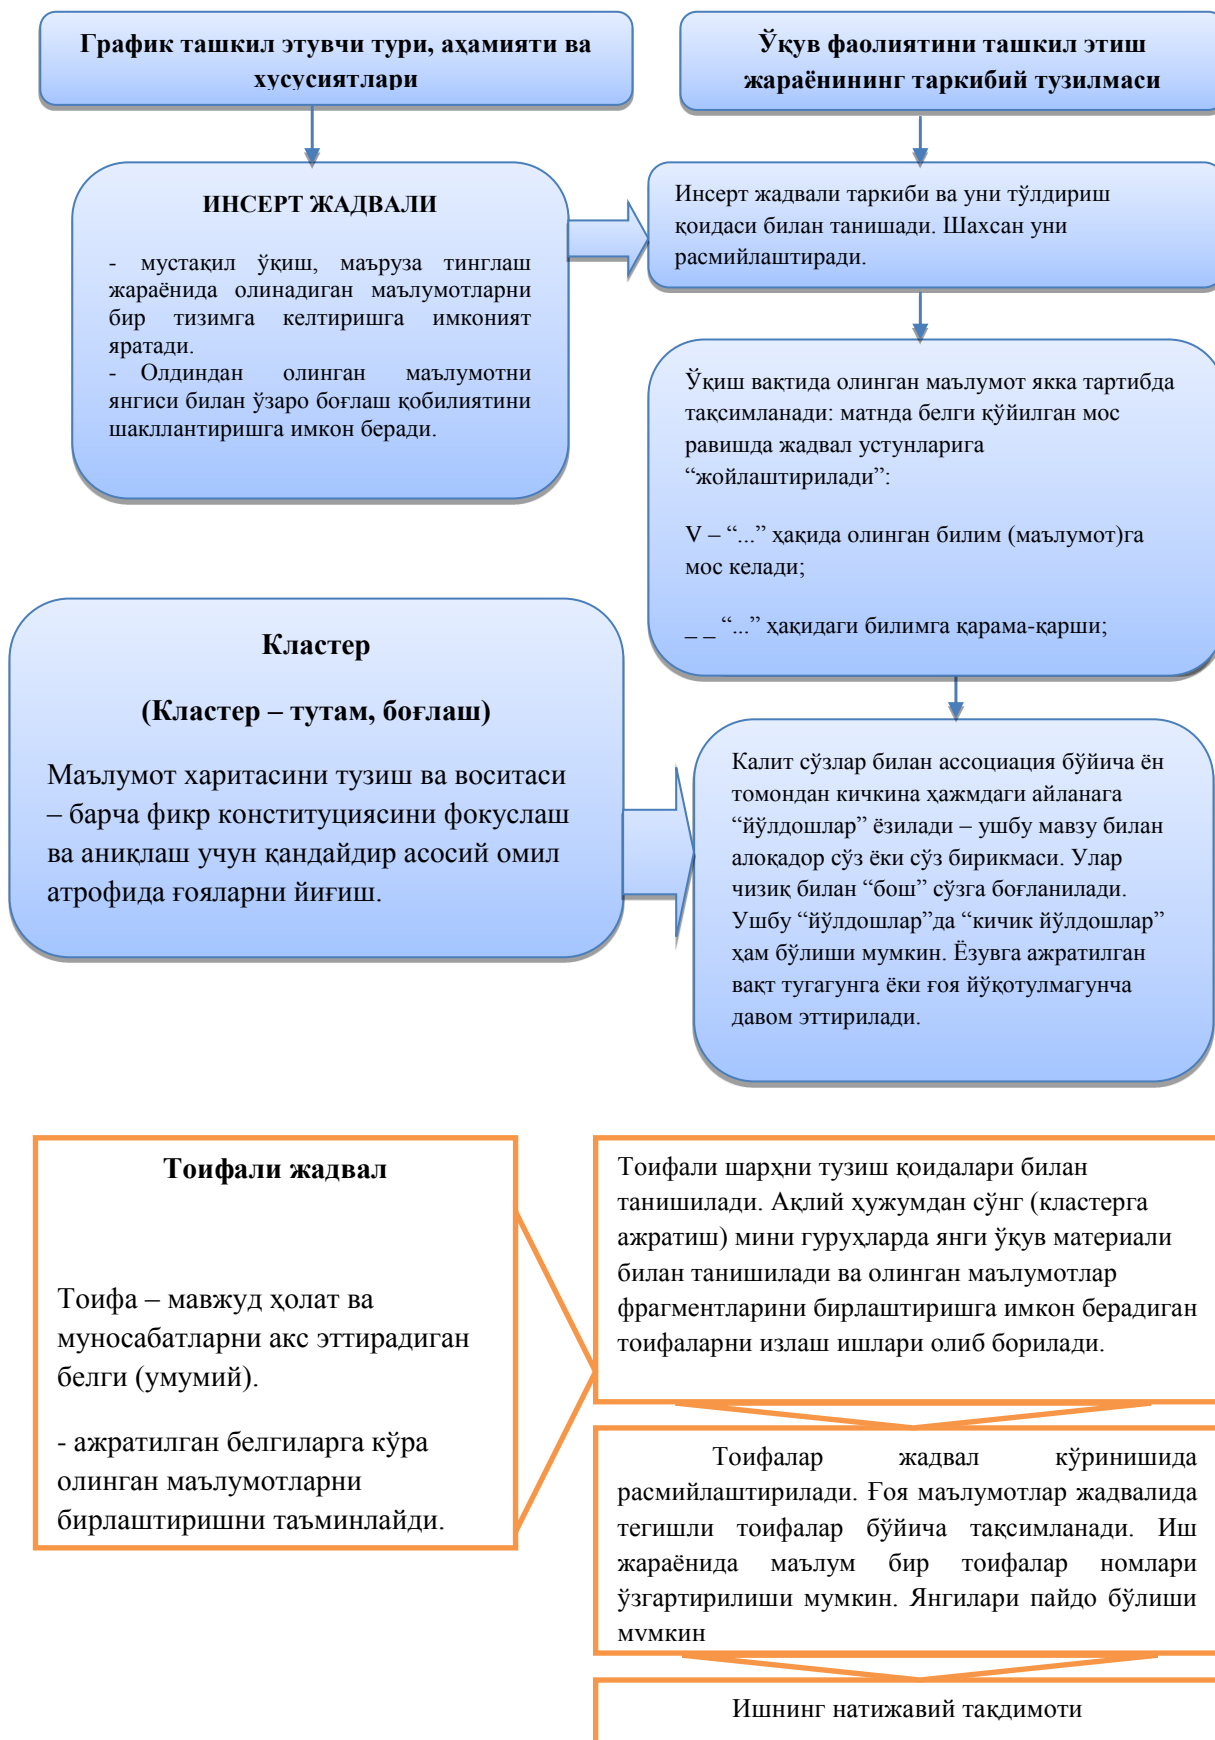 График ташкил этувчи тури, аҳамияти ва
хусусиятлари
Ўқув фаолиятини ташкил этиш
жараёнининг таркибий тузилмаси
ИНСЕРТ ЖАДВАЛИ
- мустақил ўқиш, маъруза тинглаш
жараёнида олинадиган маълумотларни
бир тизимга келтиришга имконият
яратади.
- Олдиндан олинган маълумотни
янгиси билан ўзаро боғлаш қобилиятини
шакллантиришга имкон беради.
Инсерт жадвали таркиби ва уни тўлдириш
қоидаси билан танишади. Шахсан уни
расмийлаштиради.
Ўқиш вақтида олинган маълумот якка тартибда
тақсимланади: матнда белги қўйилган мос
равишда жадвал устунларига
“жойлаштирилади”:
V – “...” ҳақида олинган билим (маълумот)га
мос келади;
_ _ “...” ҳақидаги билимга қарама-қарши;
Кластер
(Кластер – тутам, боғлаш)
Маълумот харитасини тузиш ва воситаси
– барча фикр конституциясини фокуслаш
ва аниқлаш учун қандайдир асосий омил
атрофида ғояларни йиғиш.
Калит сўзлар билан ассоциация бўйича ён
томондан кичкина ҳажмдаги айланага
“йўлдошлар” ёзилади – ушбу мавзу билан
алоқадор сўз ёки сўз бирикмаси. Улар
чизиқ билан “бош” сўзга боғланилади.
Ушбу “йўлдошлар”да “кичик йўлдошлар”
ҳам бўлиши мумкин. Ёзувга ажратилган
вақт тугагунга ёки ғоя йўқотулмагунча
давом эттирилади.
Тоифали жадвал
Тоифа – мавжуд ҳолат ва
муносабатларни акс эттирадиган
белги (умумий).
- ажратилган белгиларга кўра
олинган маълумотларни
бирлаштиришни таъминлайди.
Тоифали шарҳни тузиш қоидалари билан
танишилади. Ақлий ҳужумдан сўнг (кластерга
ажратиш) мини гуруҳларда янги ўқув материали
билан танишилади ва олинган маълумотлар
фрагментларини бирлаштиришга имкон берадиган
тоифаларни излаш ишлари олиб борилади.
Тоифалар жадвал кўринишида
расмийлаштирилади. Ғоя маълумотлар жадвалида
тегишли тоифалар бўйича тақсимланади. Иш
жараёнида маълум бир тоифалар номлари
ўзгартирилиши мумкин. Янгилари пайдо бўлиши
мумкин
Ишнинг натижавий тақдимоти